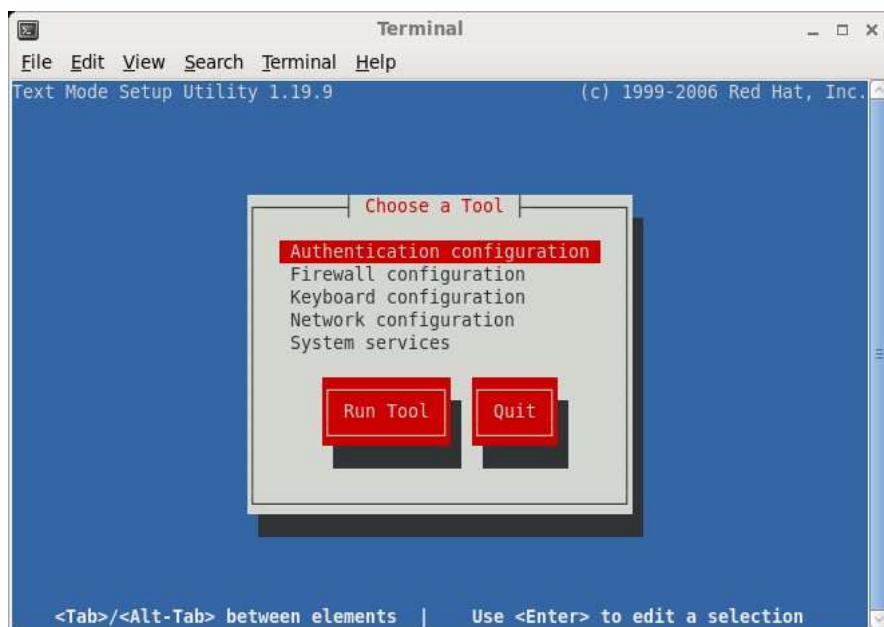 Terminal
File Edit View Search Terminal Help
Text Mode Setup Utility 1.19.9 (c) 1999-2006 Red Hat, Inc.
Choose a Tool
Authentication configuration
Firewall configuration
Keyboard configuration
Network configuration
System services
Run Tool Quit
<Tab>/<Alt-Tab> between elements | Use <Enter> to edit a selection